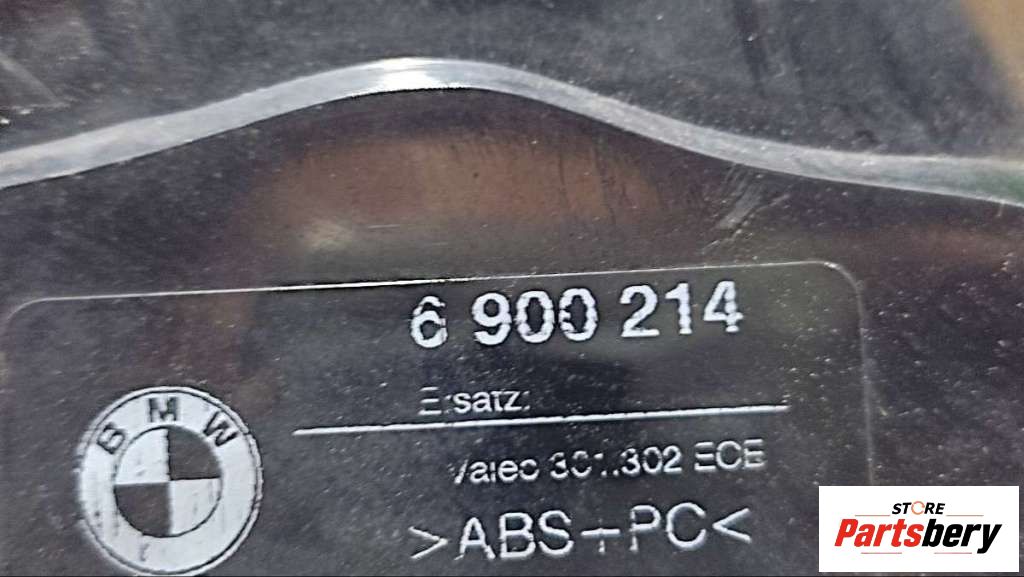 6 900 214
Ersatz:
BMW
Valeo 301.302 ECE
>ABS+PC<
STORE
Partsbery